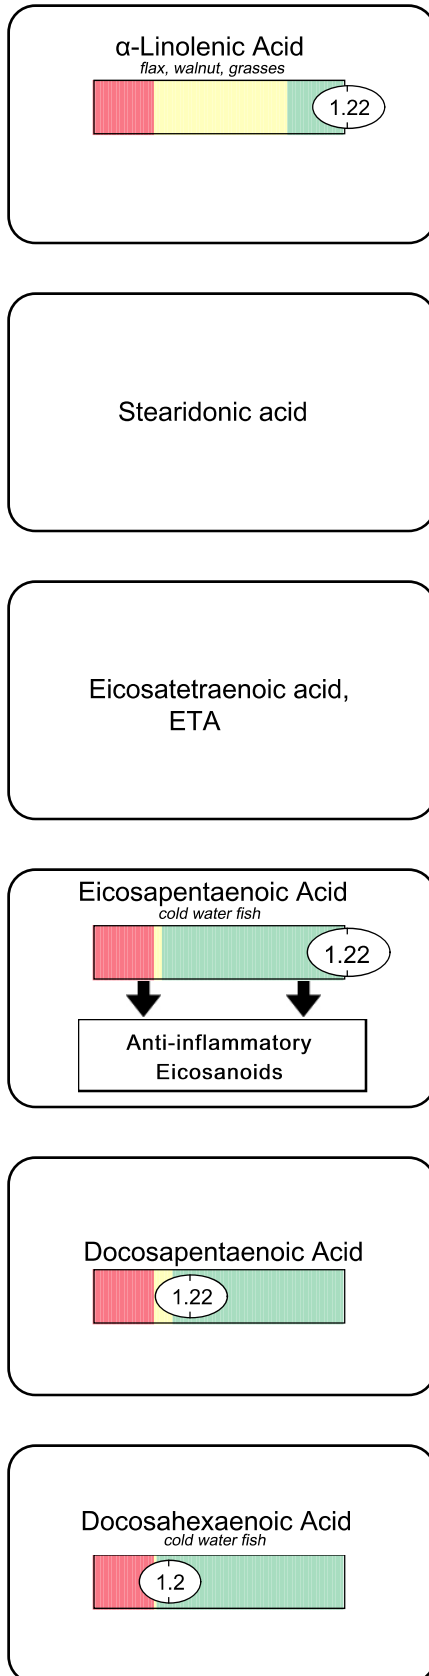 α-Linolenic Acid
flax, walnut, grasses
1.22
Stearidonic acid
Eicosatetraenoic acid,
ETA
Eicosapentaenoic Acid
cold water fish
1.22
Anti-inflammatory
Eicosanoids
Docosapentaenoic Acid
1.22
Docosahexaenoic Acid
cold water fish
1.2